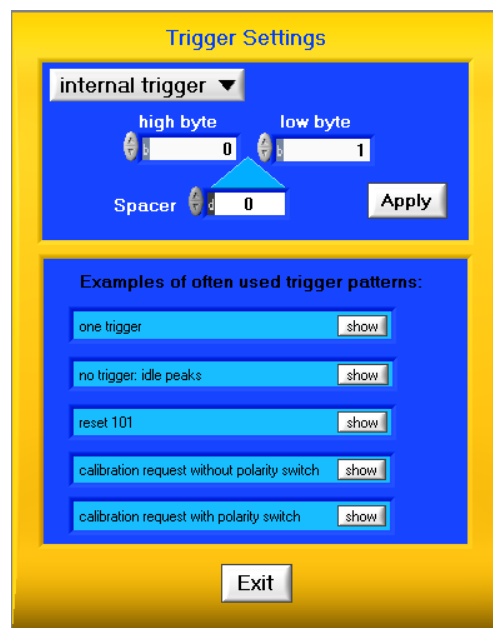 Trigger Settings
internal trigger
high byte low byte
b 0 b 1
Spacer d 0 Apply
Examples of often used trigger patterns:
one trigger show
no trigger: idle peaks show
reset 101 show
calibration request without polarity switch show
calibration request with polarity switch show
Exit